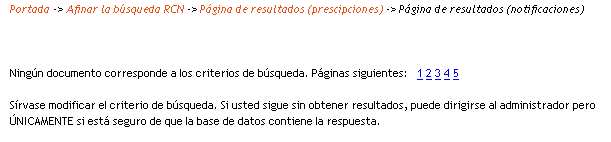 Portada -> Afinar la búsqueda RCN -> Página de resultados (prescipciones) -> Página de resultados (notificaciones)
Ningún documento corresponde a los criterios de búsqueda. Páginas siguientes: 1 2 3 4 5
Sírvase modificar el criterio de búsqueda. Si usted sigue sin obtener resultados, puede dirigirse al administrador pero
ÚNICAMENTE si está seguro de que la base de datos contiene la respuesta.